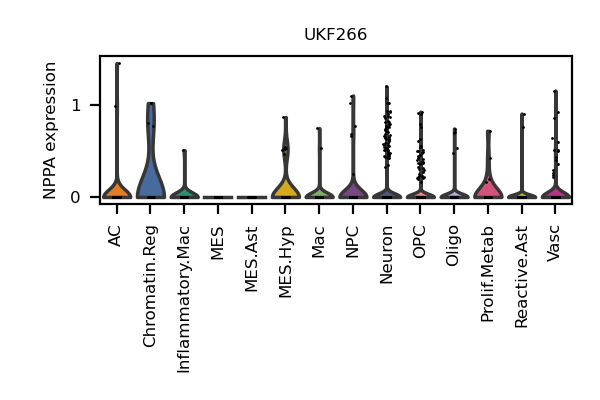 UKF266
NPPA expression
1
0
AC
Chromatin.Reg
Inflammatory.Mac
MES
MES.Ast
MES.Hyp
Mac
NPC
Neuron
OPC
Oligo
Prolif.Metab
Reactive.Ast
Vasc